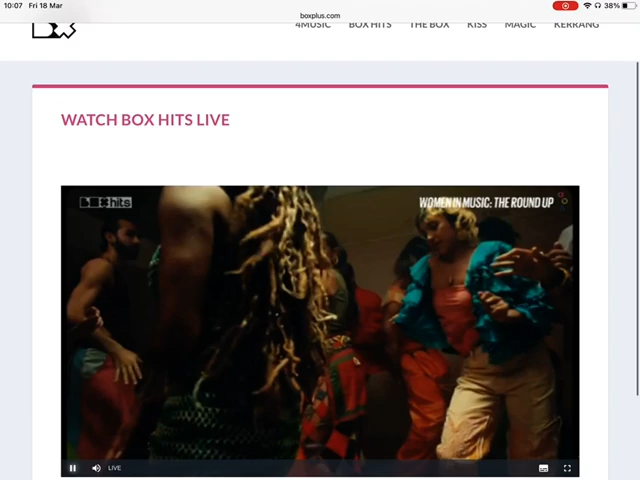 10:07 Fri 18 Mar
38%
boxplus.com
4MUSIC BOX HITS THE BOX KISS MAGIC KERRANG
WATCH BOX HITS LIVE
hits
WOMEN IN MUSIC: THE ROUND UP
LIVE